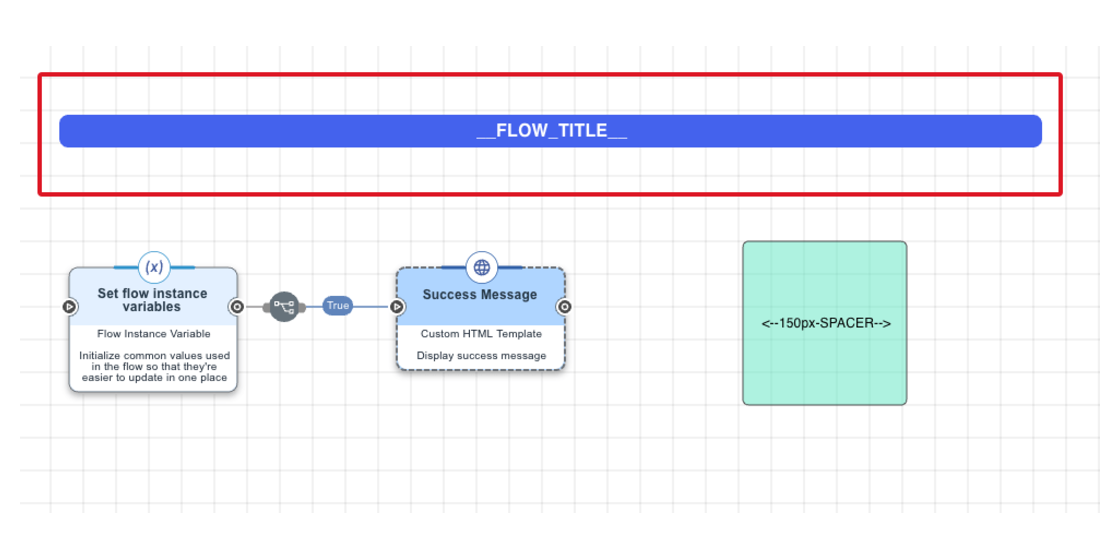 __FLOW_TITLE__
(x)
Set flow instance
variables
Flow Instance Variable
Initialize common values used
in the flow so that they're
easier to update in one place
True
Success Message
Custom HTML Template
Display success message
<--150px-SPACER-->